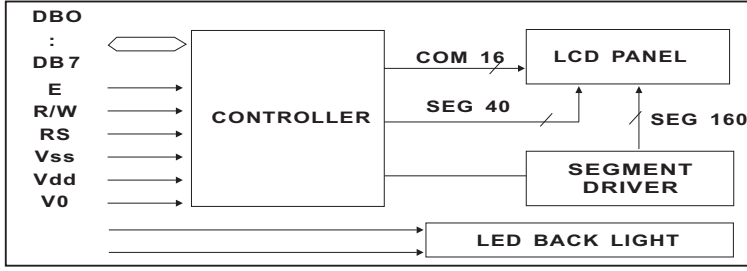 DBO
:
DB7
E
R/W
RS
Vss
Vdd
V0
CONTROLLER
COM 16
SEG 40
LCD PANEL
SEG 160
SEGMENT
DRIVER
LED BACK LIGHT